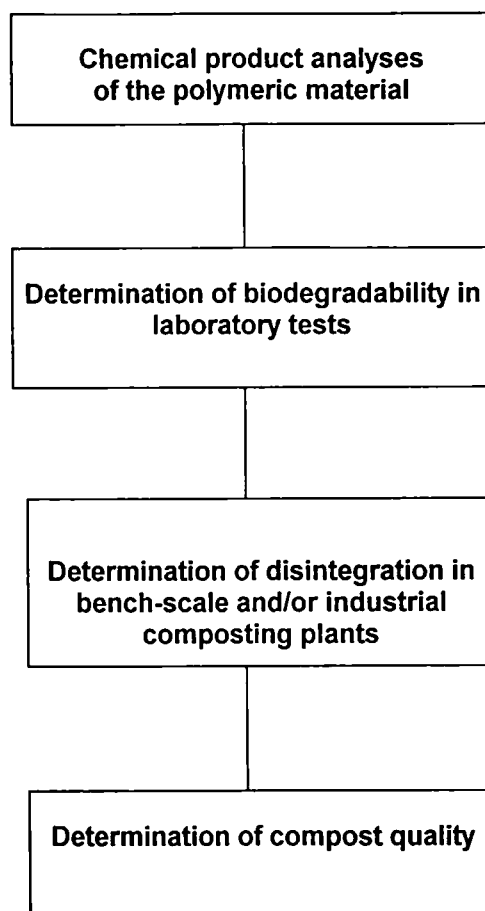 Chemical product analyses
of the polymeric material
Determination of biodegradability in
laboratory tests
Determination of disintegration in
bench-scale and/or industrial
composting plants
Determination of compost quality